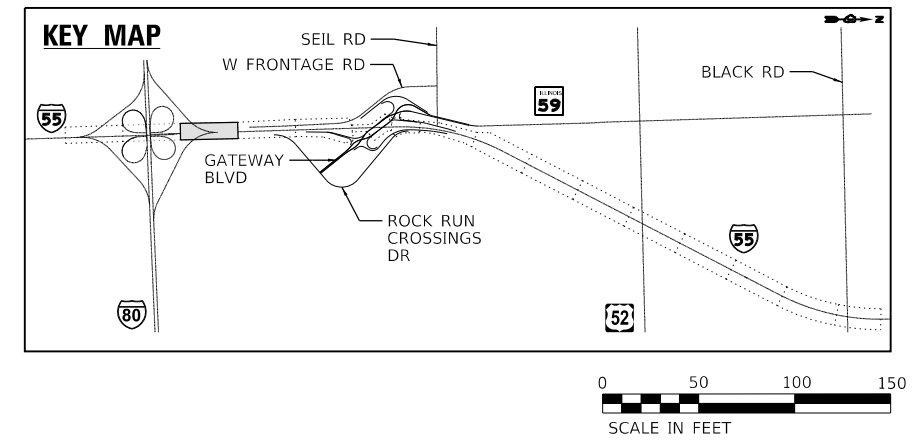 KEY MAP
Z
SEIL RD
W FRONTAGE RD
BLACK RD
ILLINOIS
59
55
GATEWAY
BLVD
ROCK RUN
CROSSINGS
DR
55
80
52
0 50 100 150
SCALE IN FEET